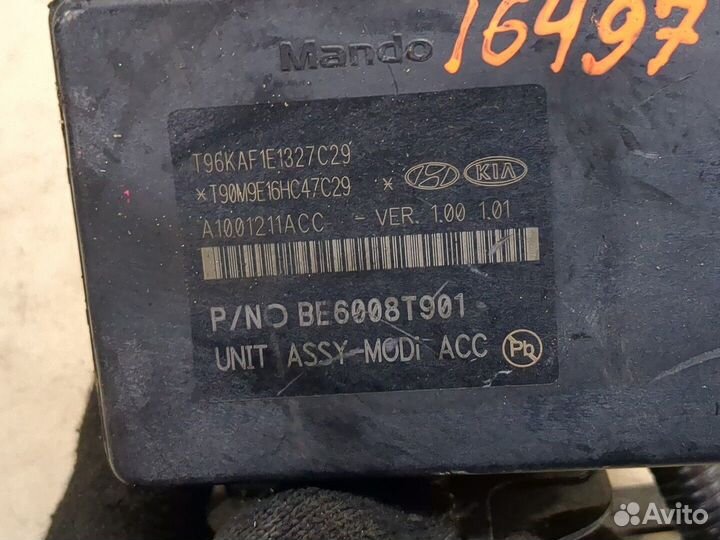 Mando
16497
T96KAF1E1327C29
*T90M9E16HC47C29 * KIA
A1001211ACC - VER. 1.00 1.01
P/NO BE6008T901
UNIT ASSY-MODi ACC Pb
Avito